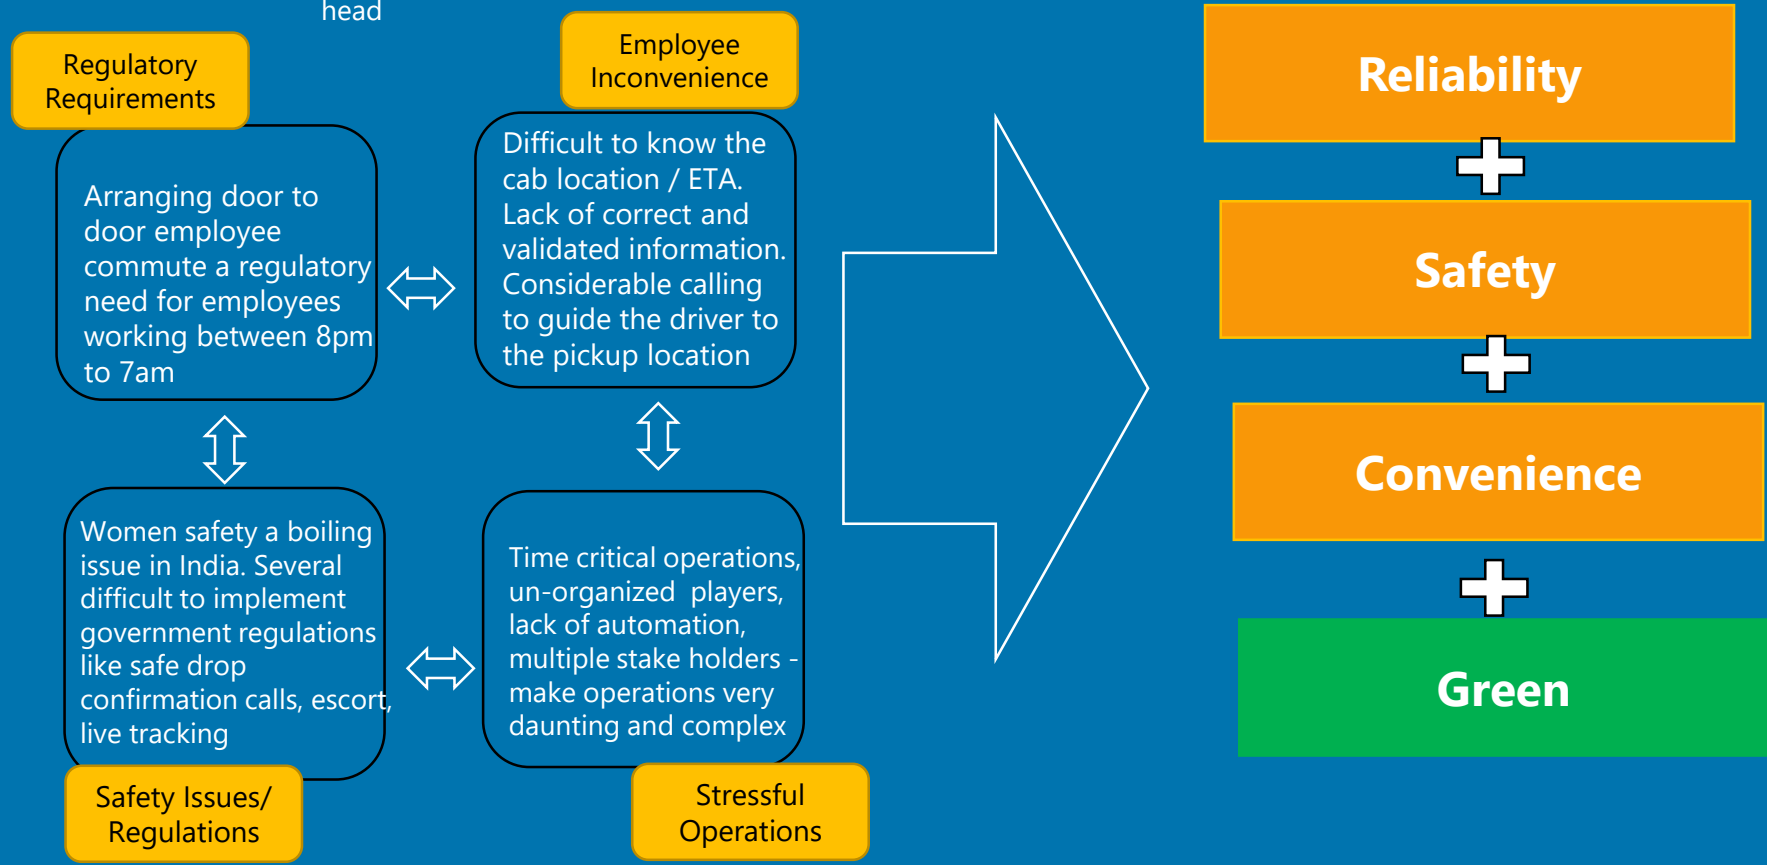 head
Regulatory
Requirements
Arranging door to
door employee
commute a regulatory
need for employees
working between 8pm
to 7am
Employee
Inconvenience
Difficult to know the
cab location / ETA.
Lack of correct and
validated information.
Considerable calling
to guide the driver to
the pickup location
Women safety a boiling
issue in India. Several
difficult to implement
government regulations
like safe drop
confirmation calls, escort,
live tracking
Safety Issues/
Regulations
Time critical operations,
un-organized  players,
lack of automation,
multiple stake holders -
make operations very
daunting and complex
Stressful
Operations
Reliability
Safety
Convenience
Green